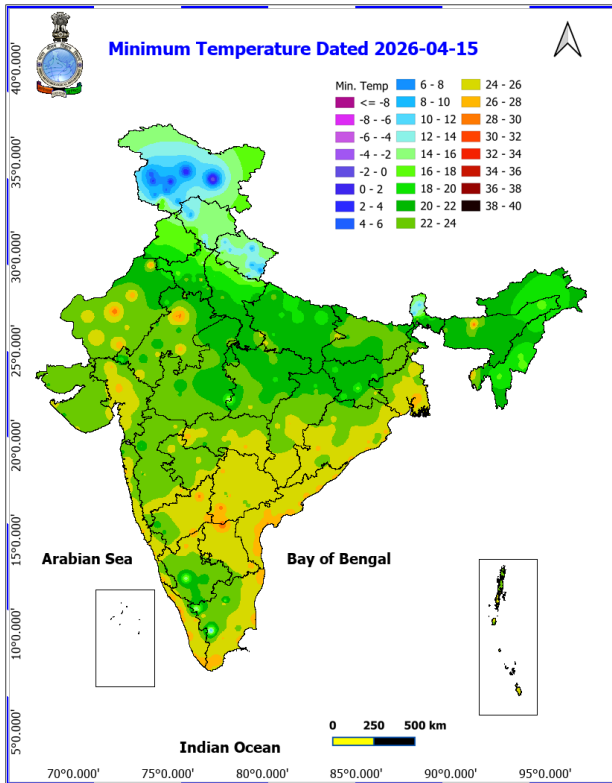 Minimum Temperature Dated 2026-04-15
Min. Temp
<= -8
-8 - -6
-6 - -4
-4 - -2
-2 - 0
0 - 2
2 - 4
4 - 6
6 - 8
8 - 10
10 - 12
12 - 14
14 - 16
16 - 18
18 - 20
20 - 22
22 - 24
24 - 26
26 - 28
28 - 30
30 - 32
32 - 34
34 - 36
36 - 38
38 - 40
40°0.000'
35°0.000'
30°0.000'
25°0.000'
20°0.000'
15°0.000'
10°0.000'
5°0.000'
Arabian Sea
Bay of Bengal
Indian Ocean
0 250 500 km
70°0.000' 75°0.000' 80°0.000' 85°0.000' 90°0.000' 95°0.000'